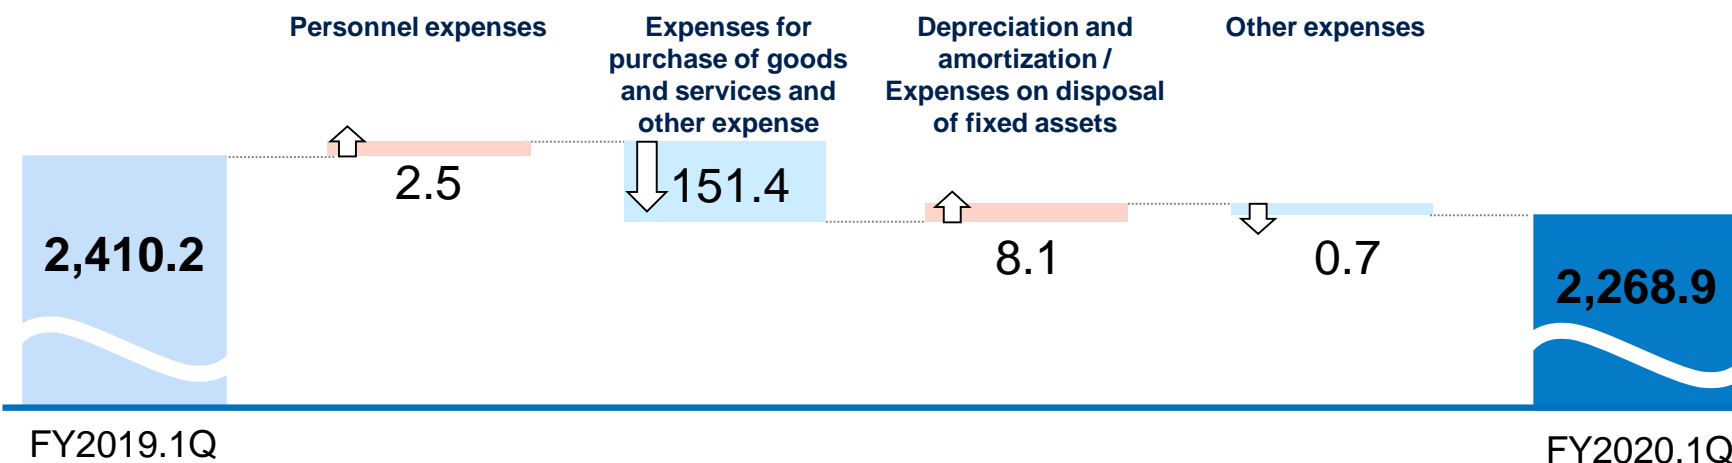 Personnel expenses
Expenses for
purchase of goods
and services and
other expense
Depreciation and
amortization /
Expenses on disposal
of fixed assets
Other expenses
2.5
151.4
8.1
0.7
2,410.2
2,268.9
FY2019.1Q
FY2020.1Q